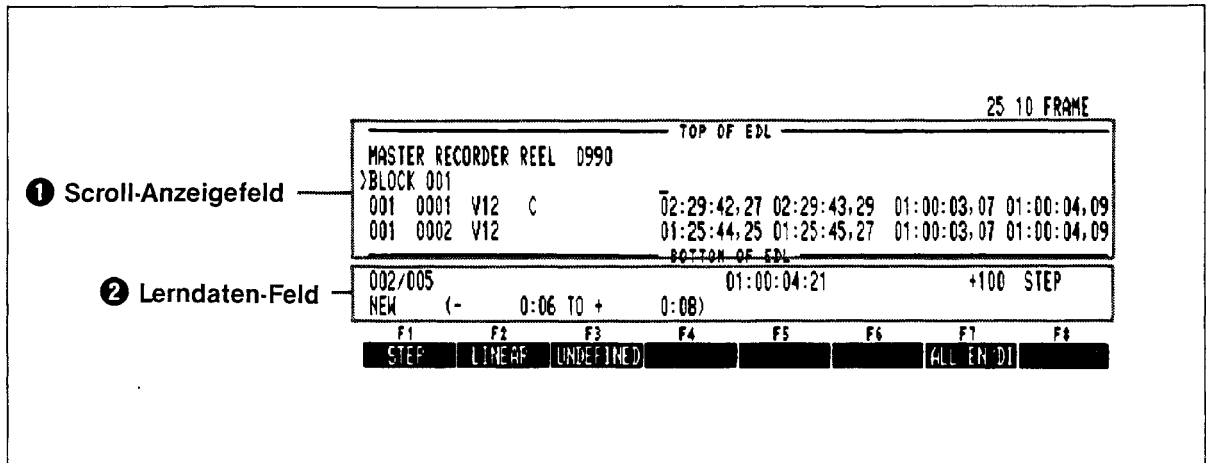 25 10 FRAME
TOP OF EDL
MASTER RECORDER REEL 0990
>BLOCK 001
❶ Scroll-Anzeigefeld
001 0001 V12 C 02:29:42,27 02:29:43,29 01:00:03,07 01:00:04,09
001 0002 V12 01:25:44,25 01:25:45,27 01:00:03,07 01:00:04,09
BOTTOM OF EDL
❷ Lerndaten-Feld
002/005 01:00:04:21 +100 STEP
NEW (- 0:06 TO + 0:08)
F1 F2 F3 F4 F5 F6 F7 F8
STEP LINEAR UNDEFINED ALL EN DI